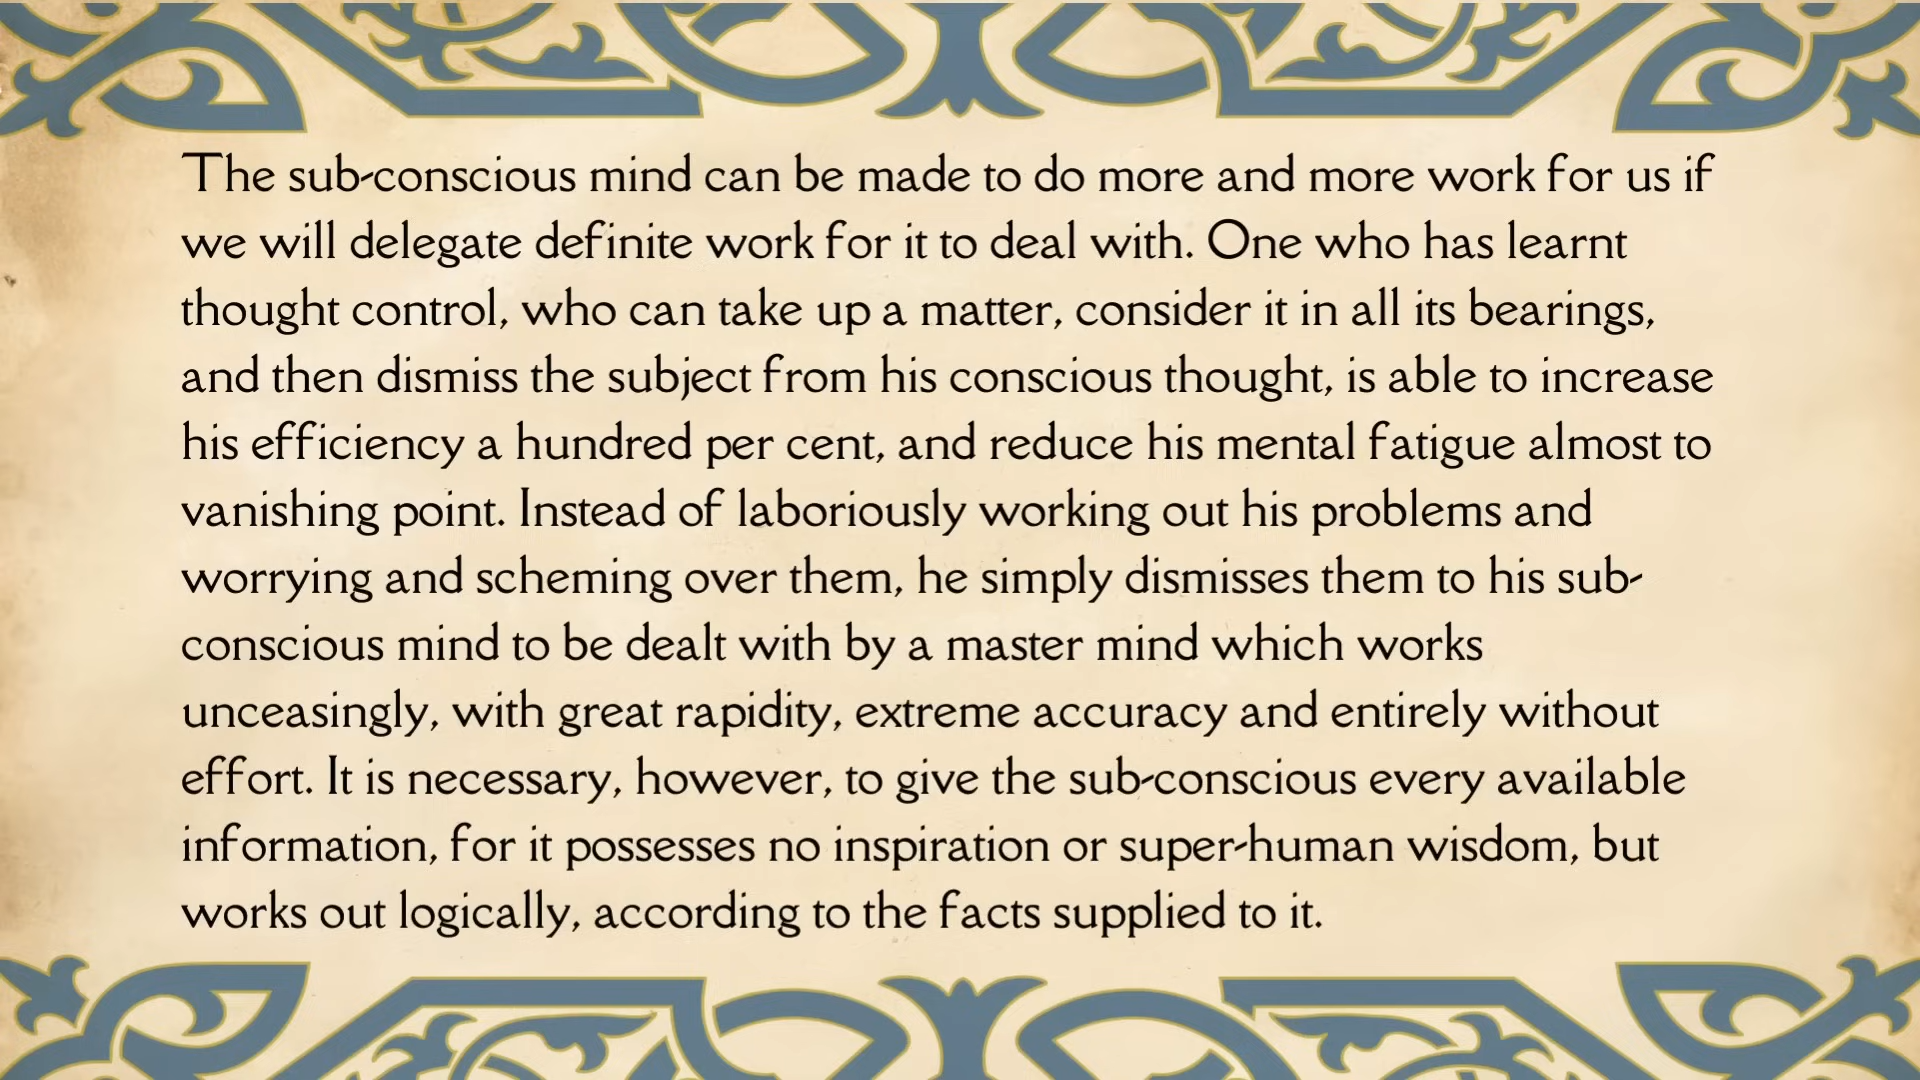 The sub-conscious mind can be made to do more and more work for us if
we will delegate definite work for it to deal with. One who has learnt
thought control, who can take up a matter, consider it in all its bearings,
and then dismiss the subject from his conscious thought, is able to increase
his efficiency a hundred per cent, and reduce his mental fatigue almost to
vanishing point. Instead of laboriously working out his problems and
worrying and scheming over them, he simply dismisses them to his sub-
conscious mind to be dealt with by a master mind which works
unceasingly, with great rapidity, extreme accuracy and entirely without
effort. It is necessary, however, to give the sub-conscious every available
information, for it possesses no inspiration or super-human wisdom, but
works out logically, according to the facts supplied to it.